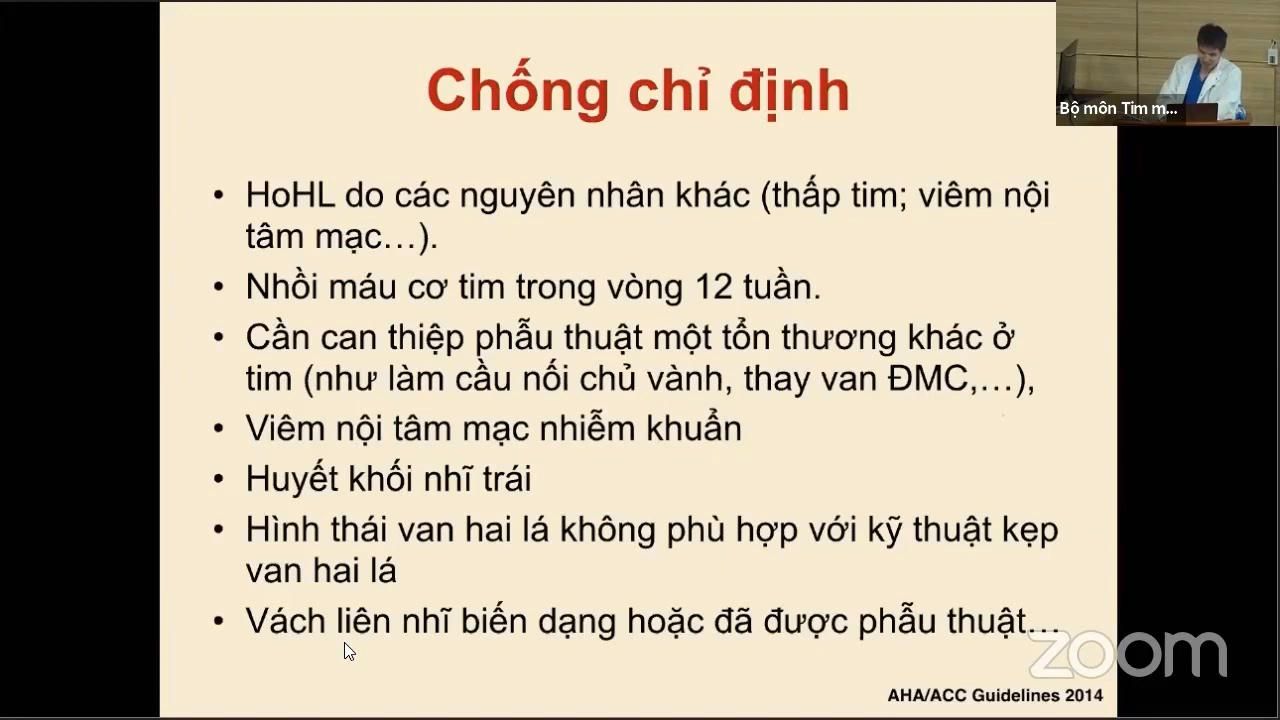 Chống chỉ định
Bộ môn Tim m...
• HoHL do các nguyên nhân khác (thấp tim; viêm nội
tâm mạc…).
• Nhồi máu cơ tim trong vòng 12 tuần.
• Cần can thiệp phẫu thuật một tổn thương khác ở
tim (như làm cầu nối chủ vành, thay van ĐMC,…),
• Viêm nội tâm mạc nhiễm khuẩn
• Huyết khối nhĩ trái
• Hình thái van hai lá không phù hợp với kỹ thuật kẹp
van hai lá
• Vách liên nhĩ biến dạng hoặc đã được phẫu thuật…
zoom
AHA/ACC Guidelines 2014